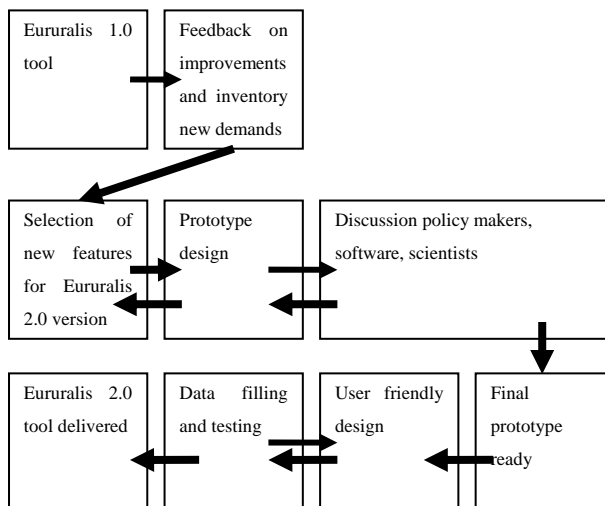 Eururalis 1.0
tool
Feedback on
improvements
and inventory
new demands
Selection of
new features
for Eururalis
2.0 version
Prototype
design
Discussion policy makers,
software, scientists
Eururalis 2.0
tool delivered
Data filling
and testing
User friendly
design
Final
prototype
ready